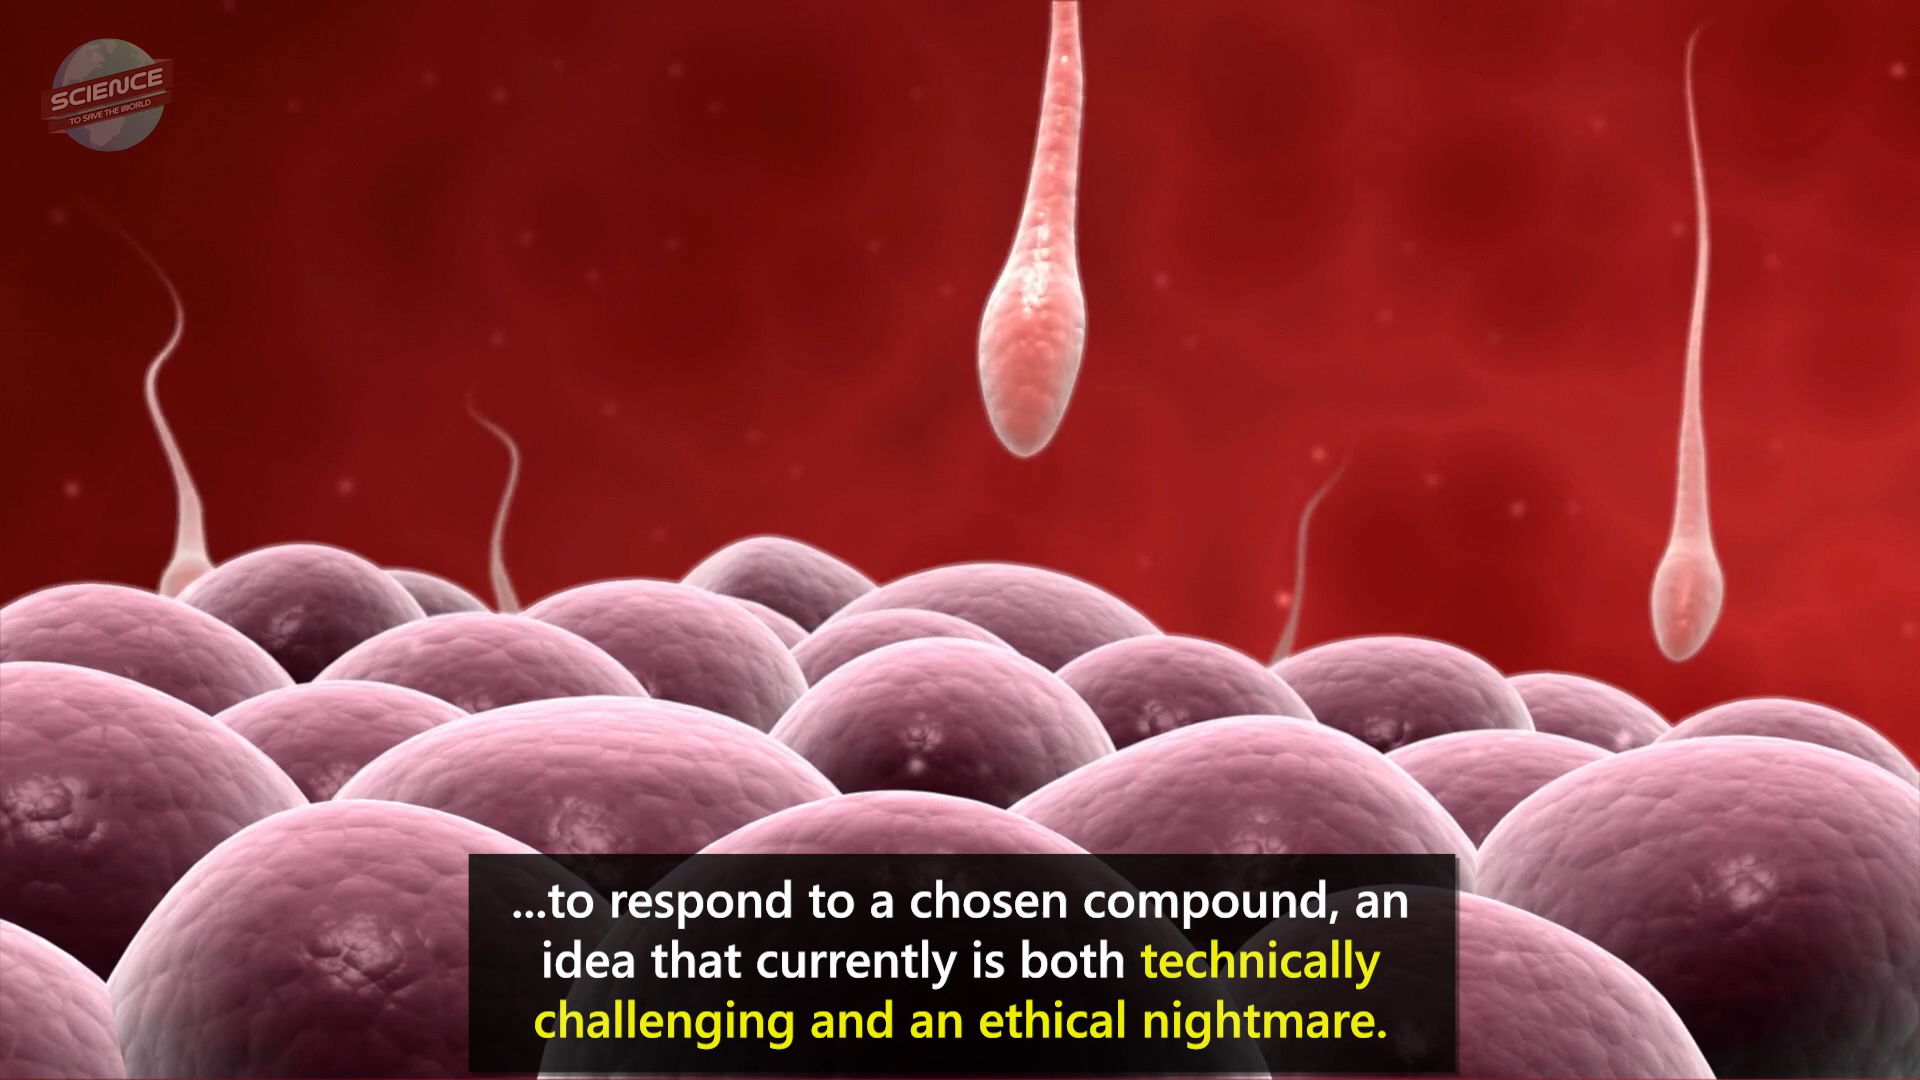 SCIENCE
TO SAVE THE WORLD
...to respond to a chosen compound, an
idea that currently is both technically
challenging and an ethical nightmare.